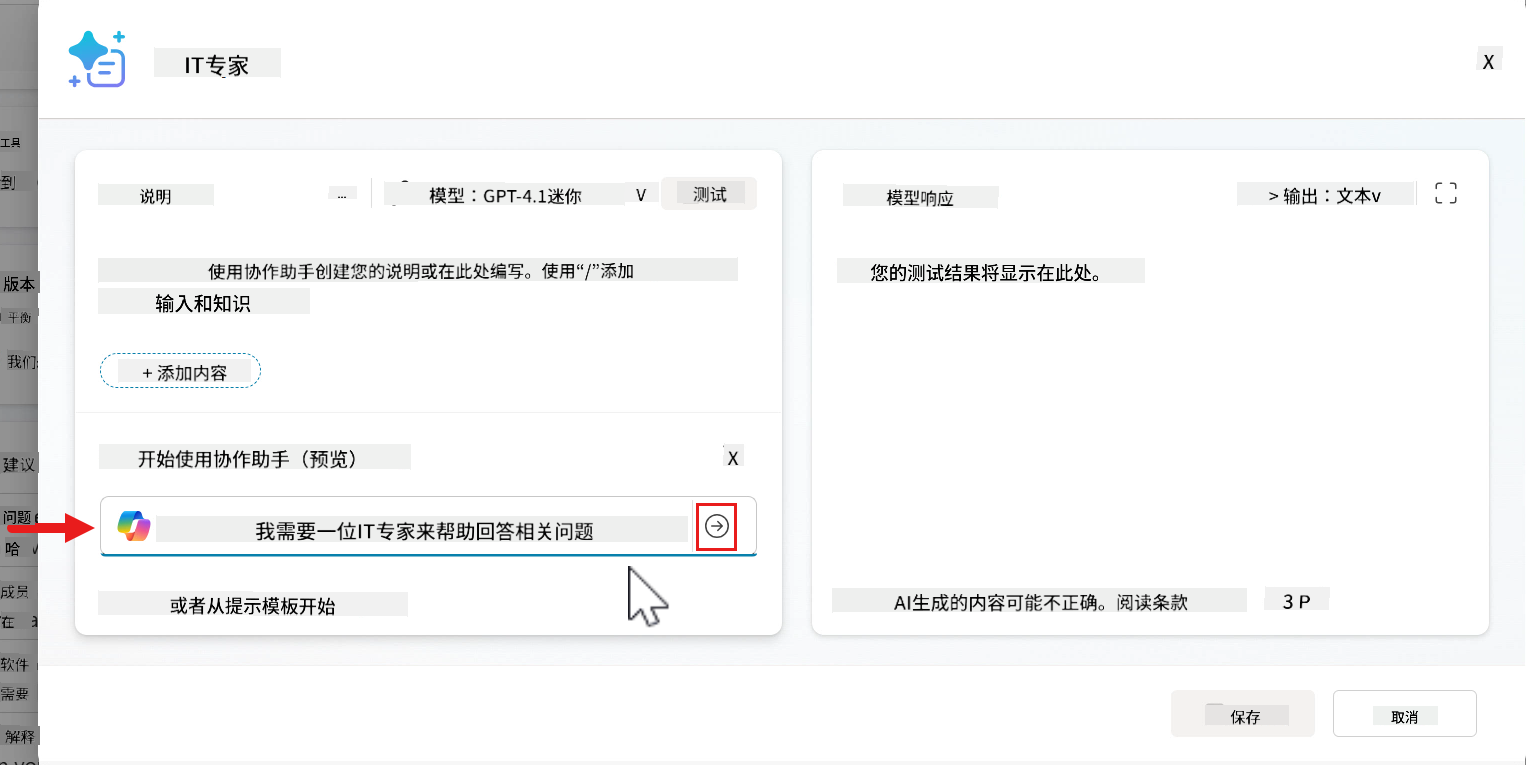 IT专家
X
说明
...
模型：GPT-4.1迷你
V
测试
使用协作助手创建您的说明或在此处编写。使用“/”添加
输入和知识
+ 添加内容
开始使用协作助手（预览）
X
我需要一位IT专家来帮助回答相关问题
或者从提示模板开始
模型响应
> 输出：文本v
您的测试结果将显示在此处。
AI生成的内容可能不正确。阅读条款
3 P
保存
取消
工具
到
版本
平衡
我们
建议
问题
哈
成员
在
软件
需要
解释